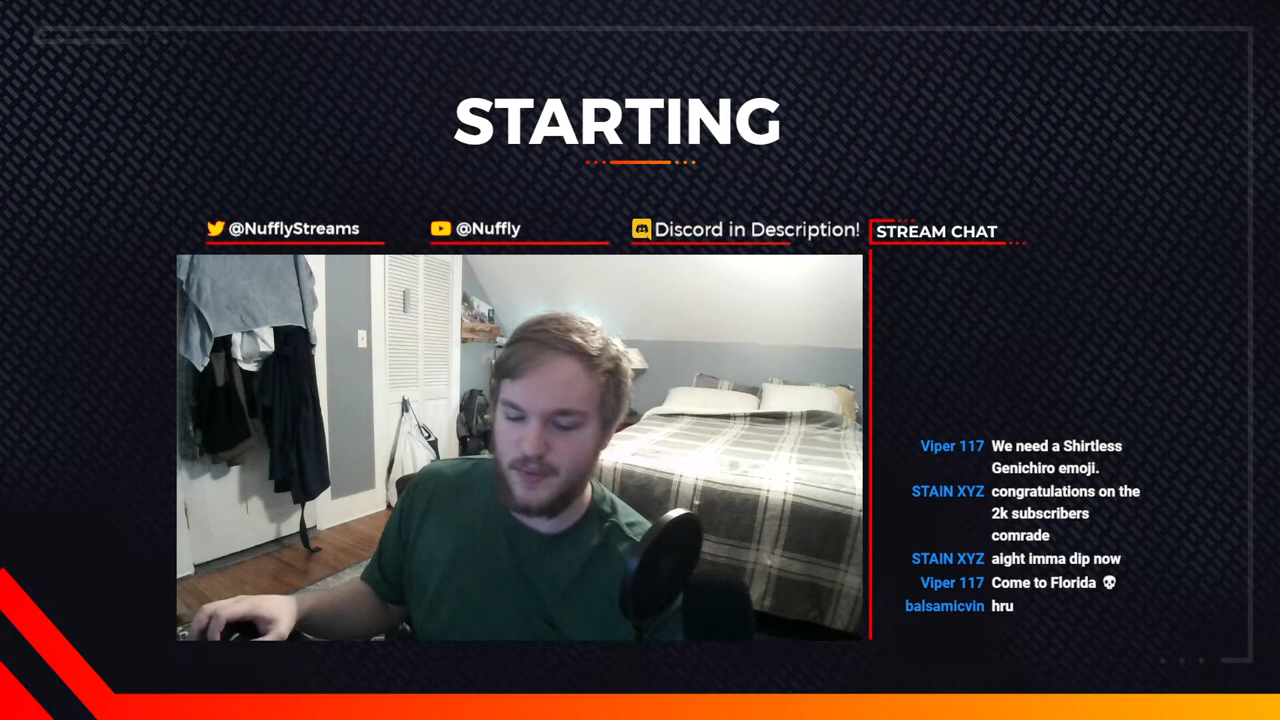 STARTING
@NufflyStreams
@Nuffly
Discord in Description!
STREAM CHAT
Viper 117 We need a Shirtless
Genichiro emoji.
STAIN XYZ congratulations on the
2k subscribers
comrade
STAIN XYZ aight imma dip now
Viper 117 Come to Florida 💀
balsamicvin hru